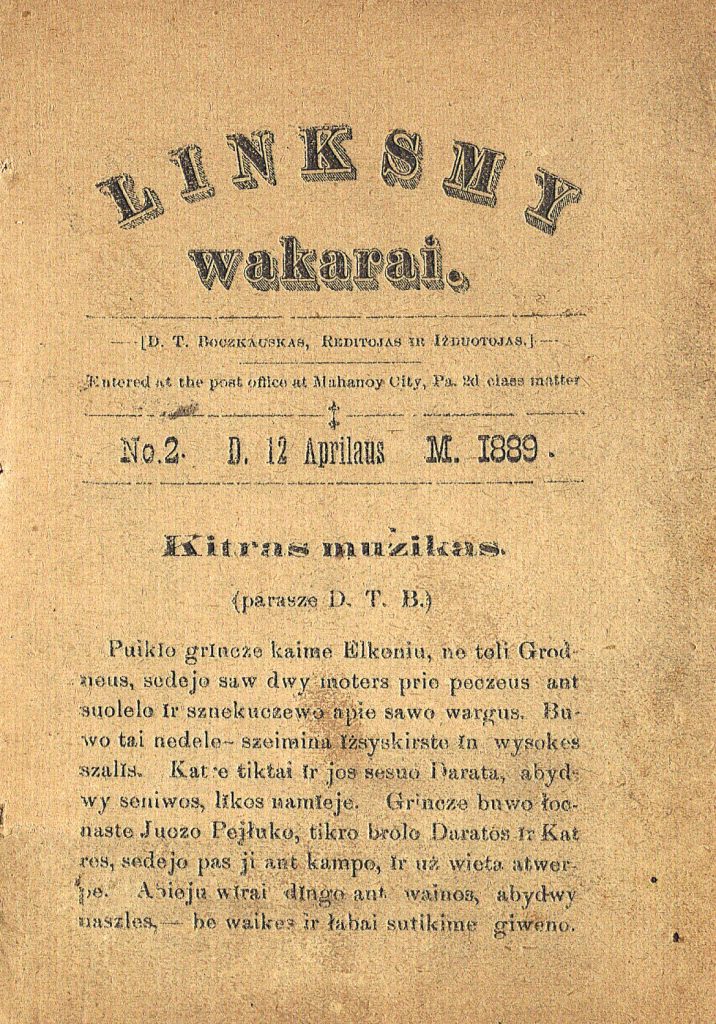 LINKSMY
wakarai.
[D. T. BOCZKAUSKAS, REDITOJAS IR IŻDUOTOJAS.]
Entered at the post office at Mahanoy City, Pa. 2d class matter
No.2. D. 12 Aprilaus M. 1889.
Kitras mużikas.
(parasze D. T. B.)
Puikio grincze kaime Elkeniu, ne toli Grod-
neus, sedejo saw dwy moters prie peczeus ant
suolelo ir sznekuczewo apie sawo wargus. Bu-
wo tai nedele- szeimina iżsyskirste in wysokes
szalis. Katre tiktai ir jos sesuo Darata, abyd-
wy seniwos, likos namieje. Grincze buwo łoc-
naste Juozo Pejłuko, tikro brolo Daratos ir Kat
res, sedejo pas ji ant kampo, ir uż wieta atwer-
pe. Abieju wirai dingo ant wainos, abydwy
naszles,— be waikes ir łabai sutikime giweno.